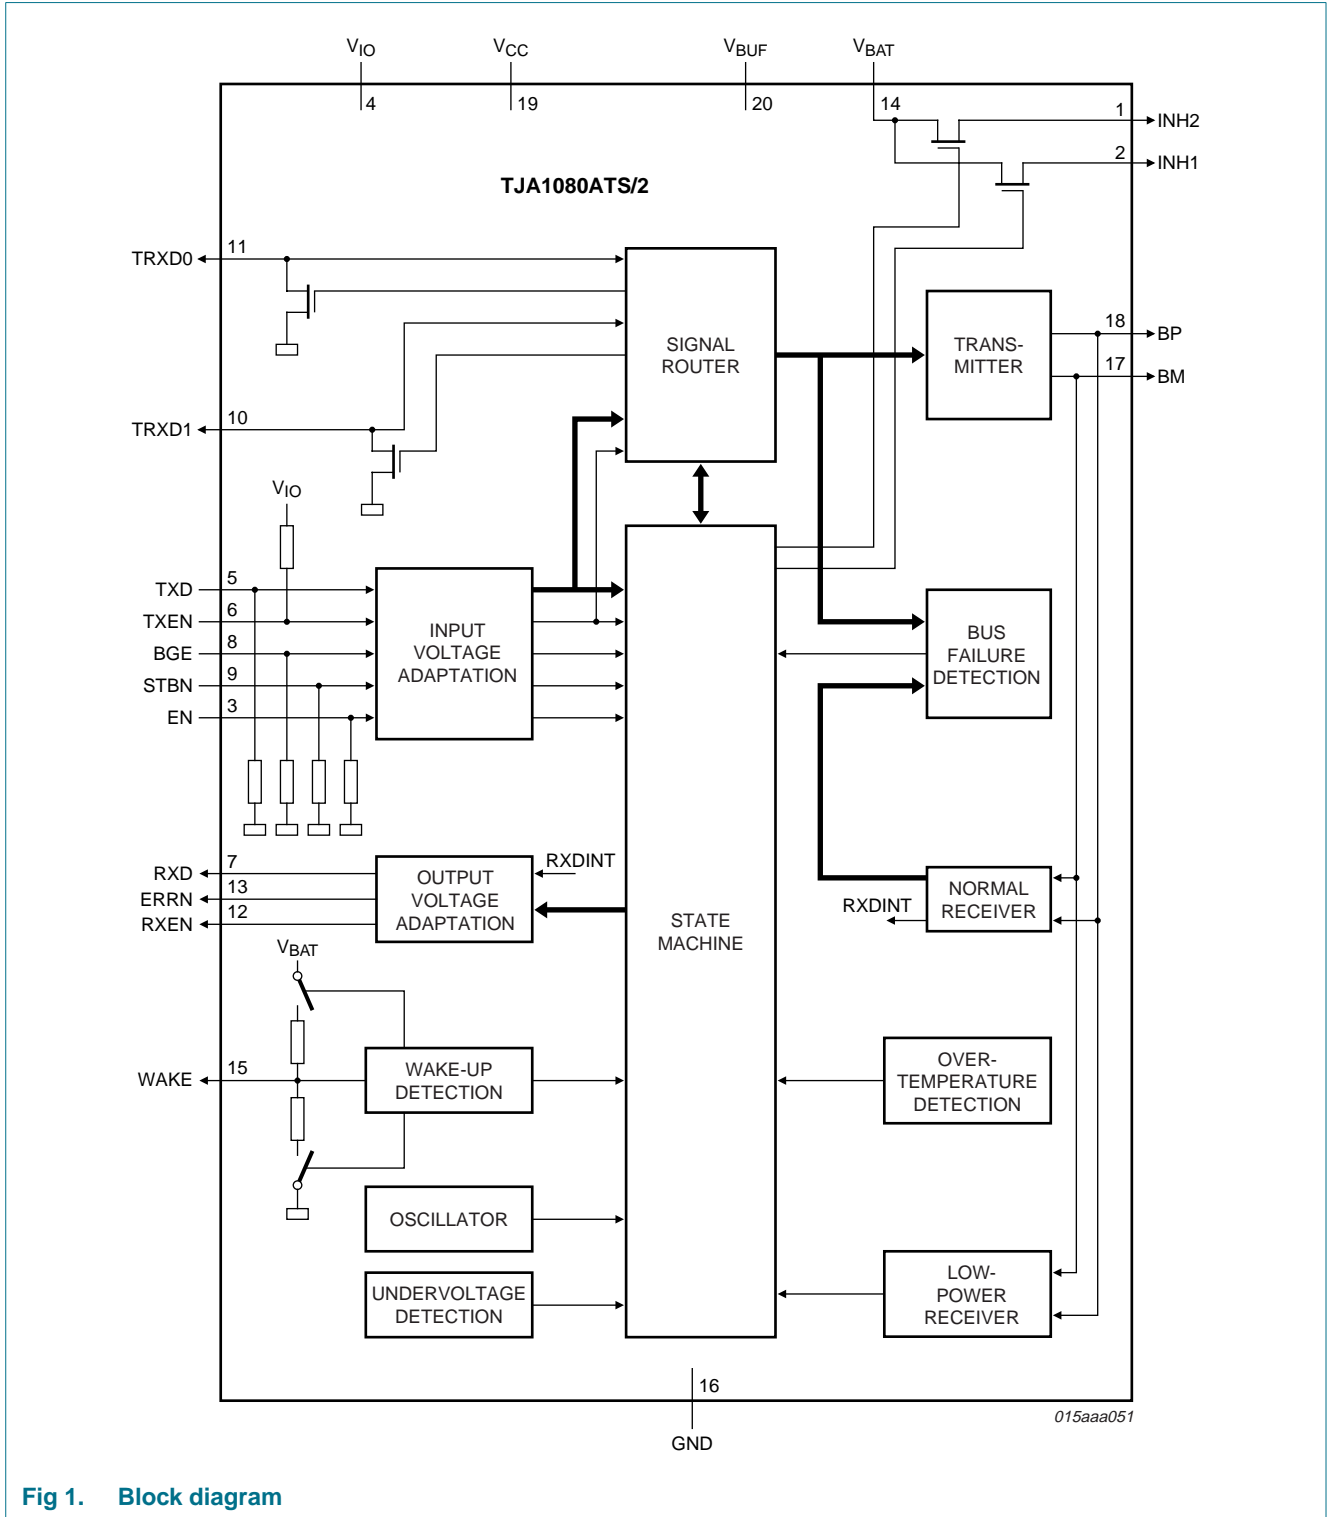 VIO
VCC
VBUF
VBAT
4
19
20
14
1
INH2
2
INH1
TJA1080ATS/2
11
TRXD0
SIGNAL
ROUTER
TRANS-
MITTER
18
BP
17
BM
10
TRXD1
VIO
TXD
5
TXEN
6
BGE
8
STBN
9
EN
3
INPUT
VOLTAGE
ADAPTATION
BUS
FAILURE
DETECTION
RXD
7
ERRN
13
RXEN
12
OUTPUT
VOLTAGE
ADAPTATION
RXDINT
STATE
MACHINE
RXDINT
NORMAL
RECEIVER
VBAT
WAKE
15
WAKE-UP
DETECTION
OVER-
TEMPERATURE
DETECTION
OSCILLATOR
UNDERVOLTAGE
DETECTION
LOW-
POWER
RECEIVER
16
GND
015aaa051
Fig 1. Block diagram